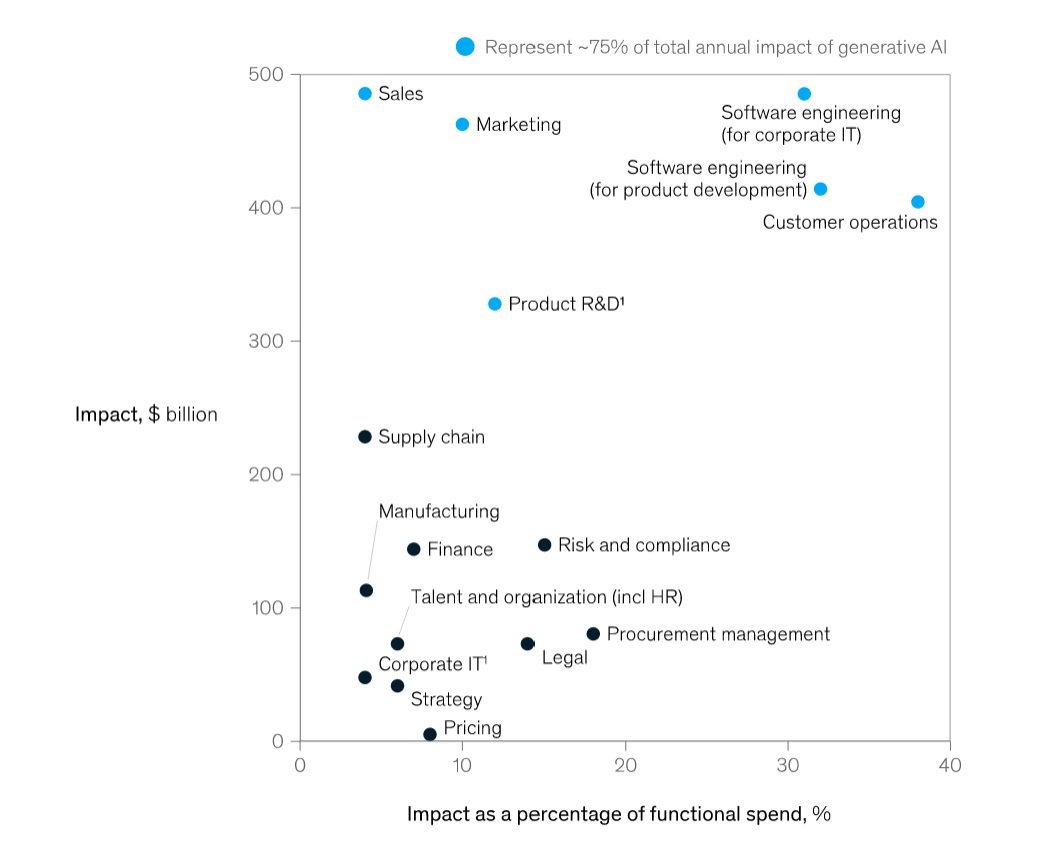 Represent ~75% of total annual impact of generative AI
500
Sales
Marketing
Software engineering
(for corporate IT)
Software engineering
(for product development)
400
Customer operations
Product R&D¹
300
Impact, $ billion
Supply chain
200
Manufacturing
Finance
Risk and compliance
100
Talent and organization (incl HR)
Procurement management
Legal
Corporate IT¹
Strategy
Pricing
0
0
10
20
30
40
Impact as a percentage of functional spend, %